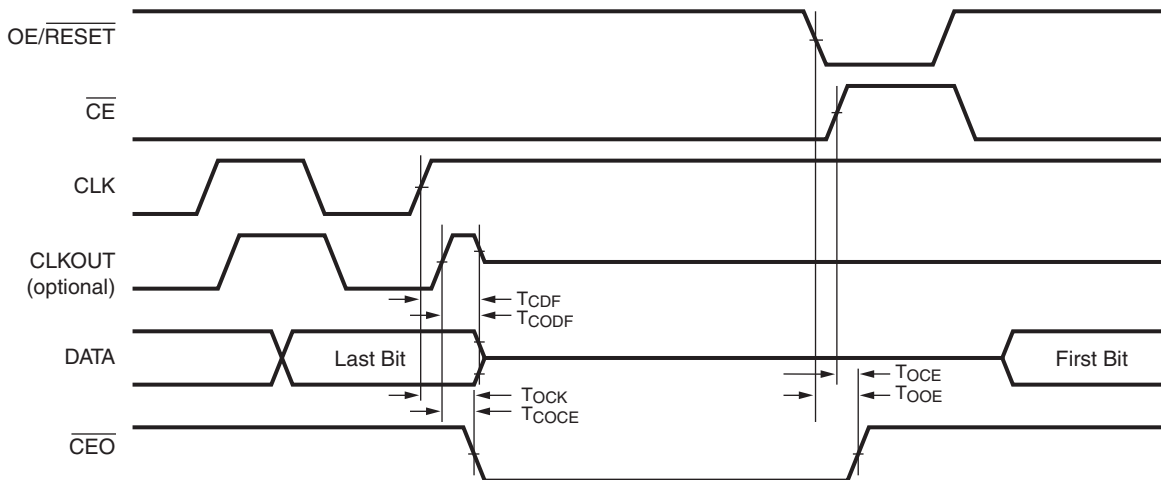 OE/RESET
CE
CLK
CLKOUT
(optional)
TCDF
TCODF
DATA
Last Bit
First Bit
TOCE
TOOE
TOCK
TCOCE
CEO